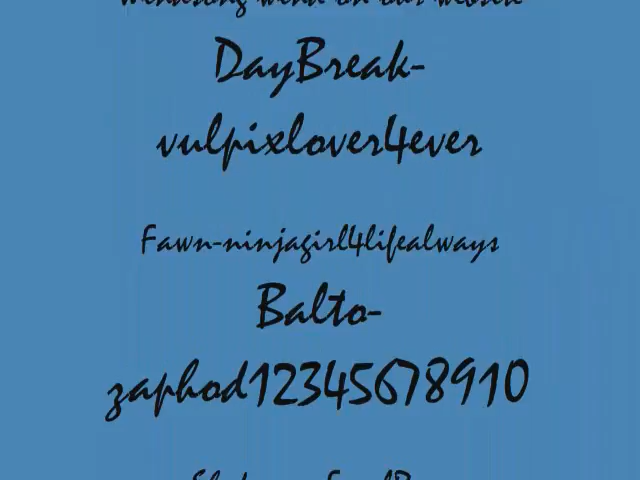 DayBreak-
vulpixlover4ever
Fawn-ninjagirl4lifealways
Balto-
zaphod12345678910